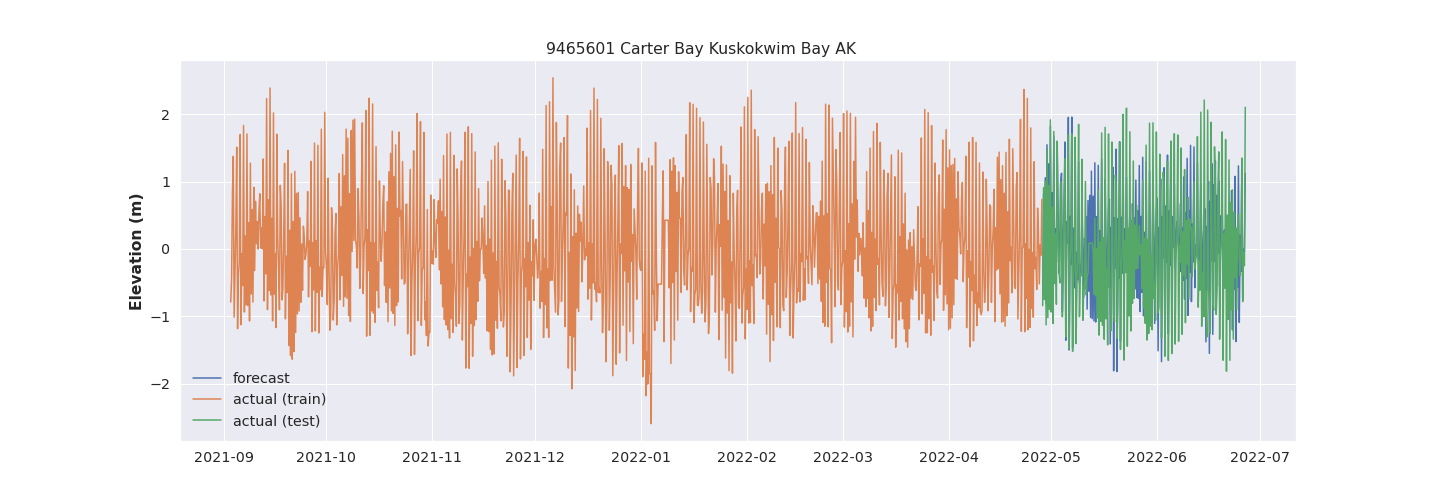 9465601 Carter Bay Kuskokwim Bay AK
Elevation (m)
2
1
0
−1
−2
forecast
actual (train)
actual (test)
2021-09 2021-10 2021-11 2021-12 2022-01 2022-02 2022-03 2022-04 2022-05 2022-06 2022-07